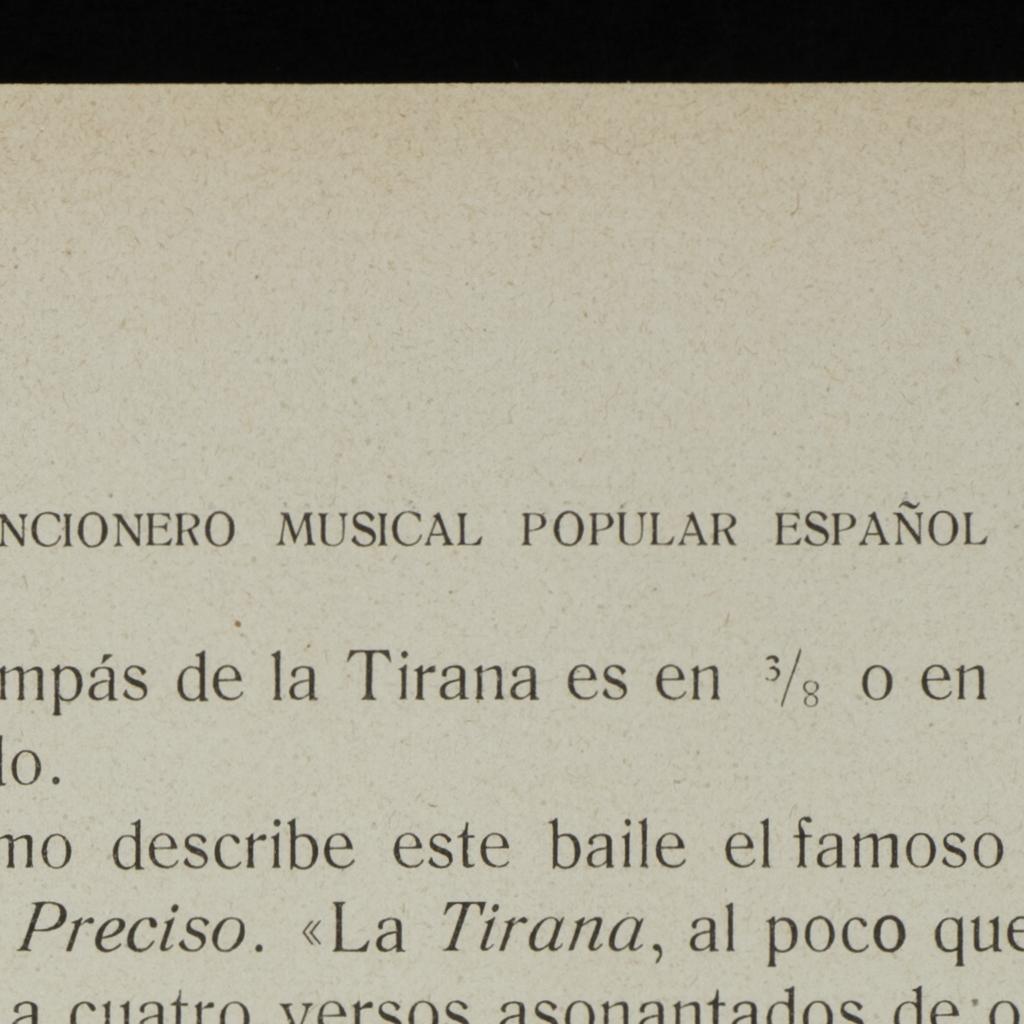 NCIONERO MUSICAL POPULAR ESPAÑOL
mpás de la Tirana es en 3/8 o en
lo.
mo describe este baile el famoso
Preciso. «La Tirana, al poco que
a cuatro versos asonantados de o